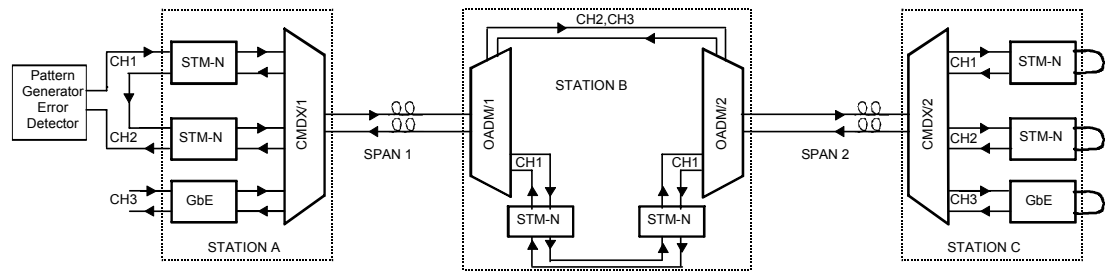 Pattern
Generator
Error
Detector
CH1
CH2
CH3
STM-N
STM-N
GbE
CMDX/1
STATION A
SPAN 1
CH2,CH3
OADM/1
STATION B
OADM/2
CH1
CH1
STM-N
STM-N
SPAN 2
CMDX/2
CH1
CH2
CH3
STM-N
STM-N
GbE
STATION C